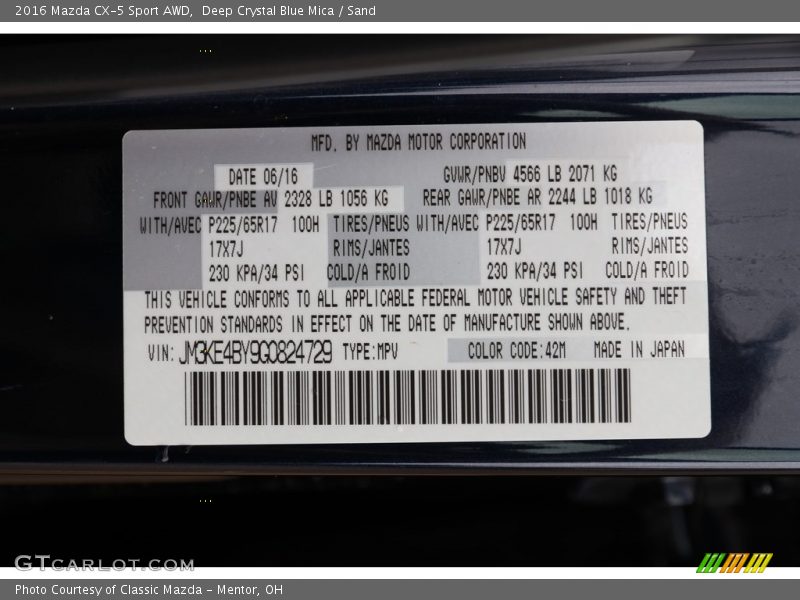 2016 Mazda CX-5 Sport AWD, Deep Crystal Blue Mica / Sand
MFD. BY MAZDA MOTOR CORPORATION
DATE 06/16 GVWR/PNBV 4566 LB 2071 KG
FRONT GAWR/PNBE AV 2328 LB 1056 KG REAR GAWR/PNBE AR 2244 LB 1018 KG
WITH/AVEC P225/65R17 100H TIRES/PNEUS WITH/AVEC P225/65R17 100H TIRES/PNEUS
17X7J RIMS/JANTES 17X7J RIMS/JANTES
230 KPA/34 PSI COLD/A FROID 230 KPA/34 PSI COLD/A FROID
THIS VEHICLE CONFORMS TO ALL APPLICABLE FEDERAL MOTOR VEHICLE SAFETY AND THEFT
PREVENTION STANDARDS IN EFFECT ON THE DATE OF MANUFACTURE SHOWN ABOVE.
VIN: JM3KE4BY9G0824729 TYPE:MPV COLOR CODE:42M MADE IN JAPAN
GTCARLOT.COM
Photo Courtesy of Classic Mazda - Mentor, OH